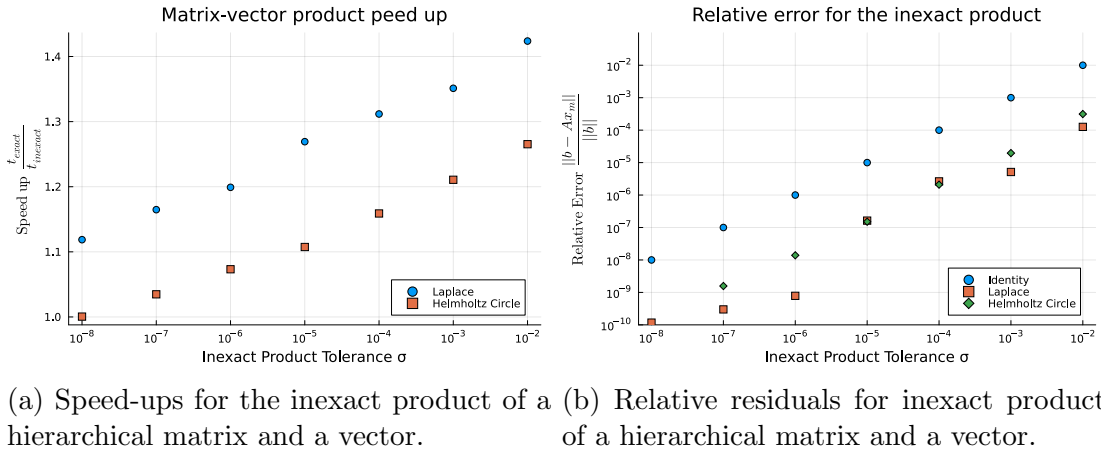 Matrix-vector product peed up
Speed up t_exact / t_inexact
1.4
1.3
1.2
1.1
1.0
10⁻⁸ 10⁻⁷ 10⁻⁶ 10⁻⁵ 10⁻⁴ 10⁻³ 10⁻²
Inexact Product Tolerance σ
Laplace
Helmholtz Circle
Relative error for the inexact product
Relative Error ||b − Ax_m|| / ||b||
10⁻²
10⁻³
10⁻⁴
10⁻⁵
10⁻⁶
10⁻⁷
10⁻⁸
10⁻⁹
10⁻¹⁰
10⁻⁸ 10⁻⁷ 10⁻⁶ 10⁻⁵ 10⁻⁴ 10⁻³ 10⁻²
Inexact Product Tolerance σ
Identity
Laplace
Helmholtz Circle
(a) Speed-ups for the inexact product of a
hierarchical matrix and a vector.
(b) Relative residuals for inexact product
of a hierarchical matrix and a vector.